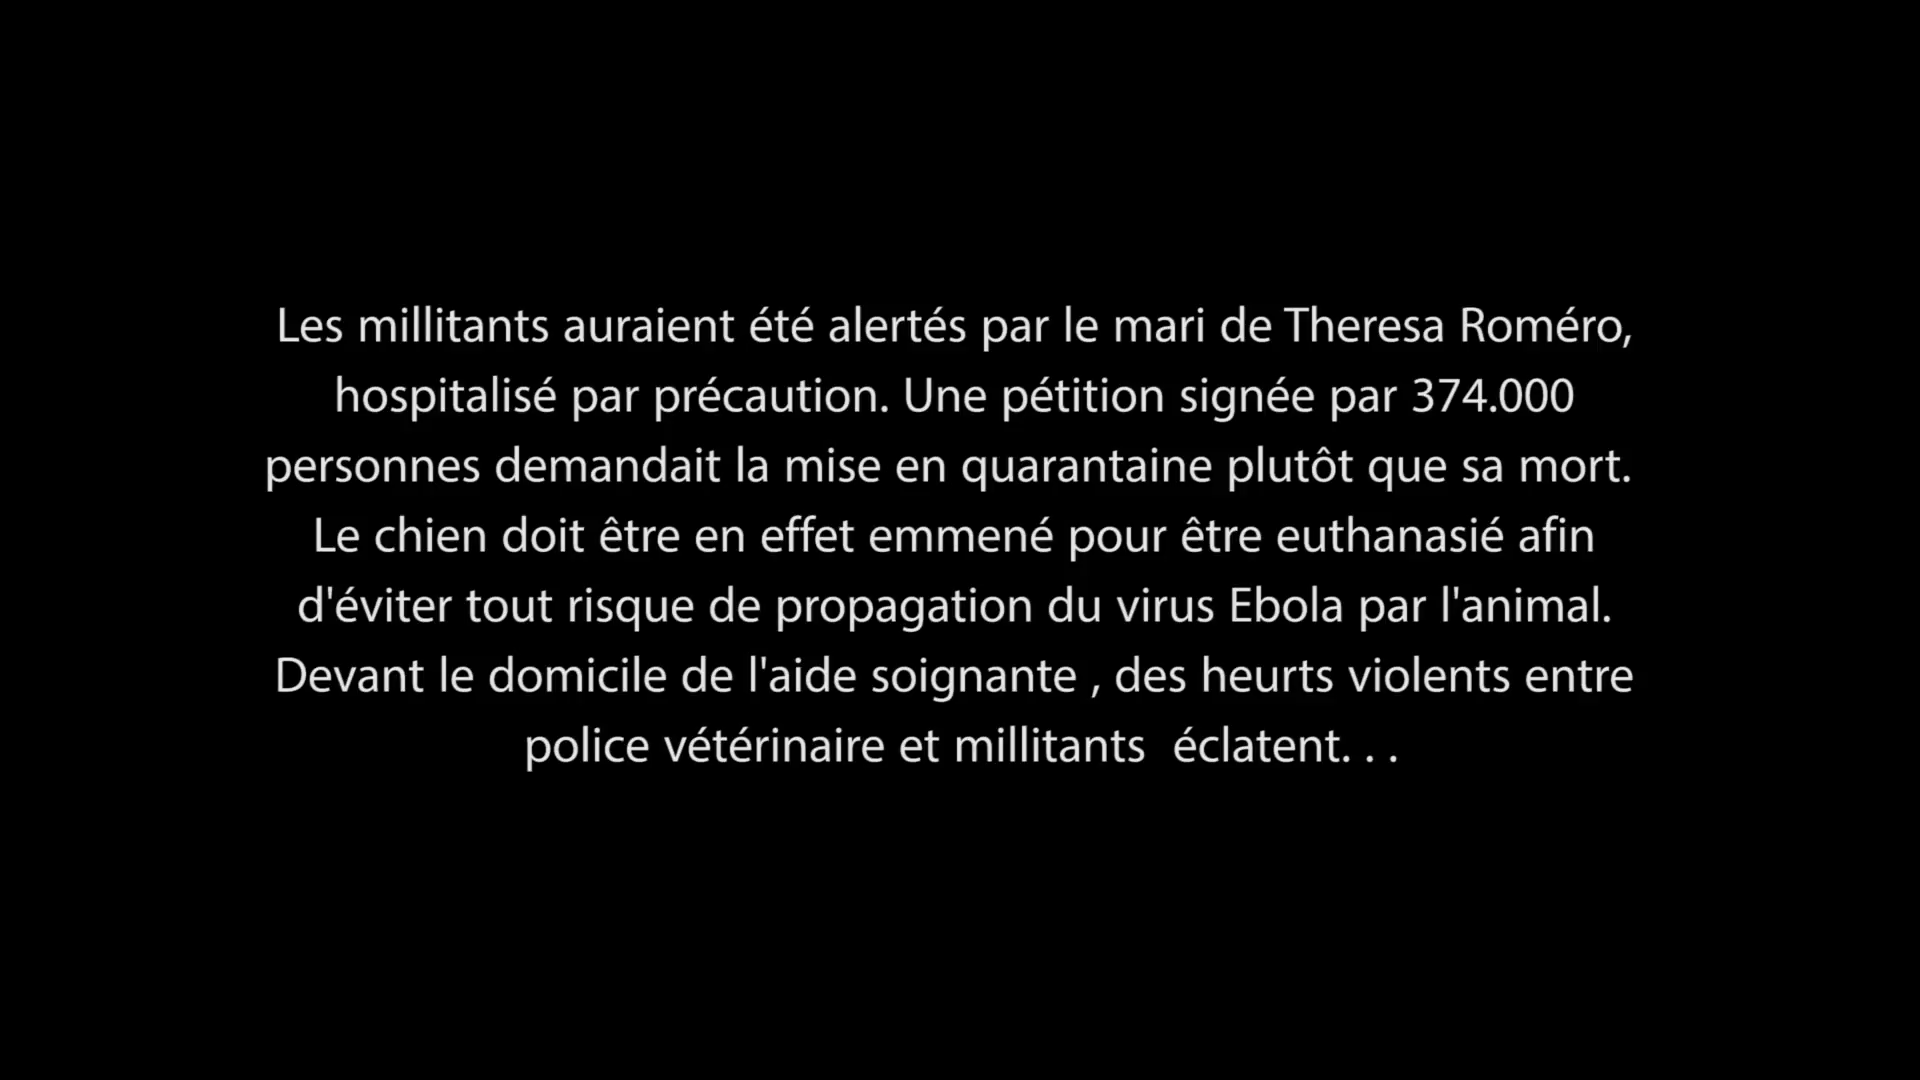 Les millitants auraient été alertés par le mari de Theresa Roméro,
hospitalisé par précaution. Une pétition signée par 374.000
personnes demandait la mise en quarantaine plutôt que sa mort.
Le chien doit être en effet emmené pour être euthanasié afin
d'éviter tout risque de propagation du virus Ebola par l'animal.
Devant le domicile de l'aide soignante , des heurts violents entre
police vétérinaire et millitants  éclatent. . .